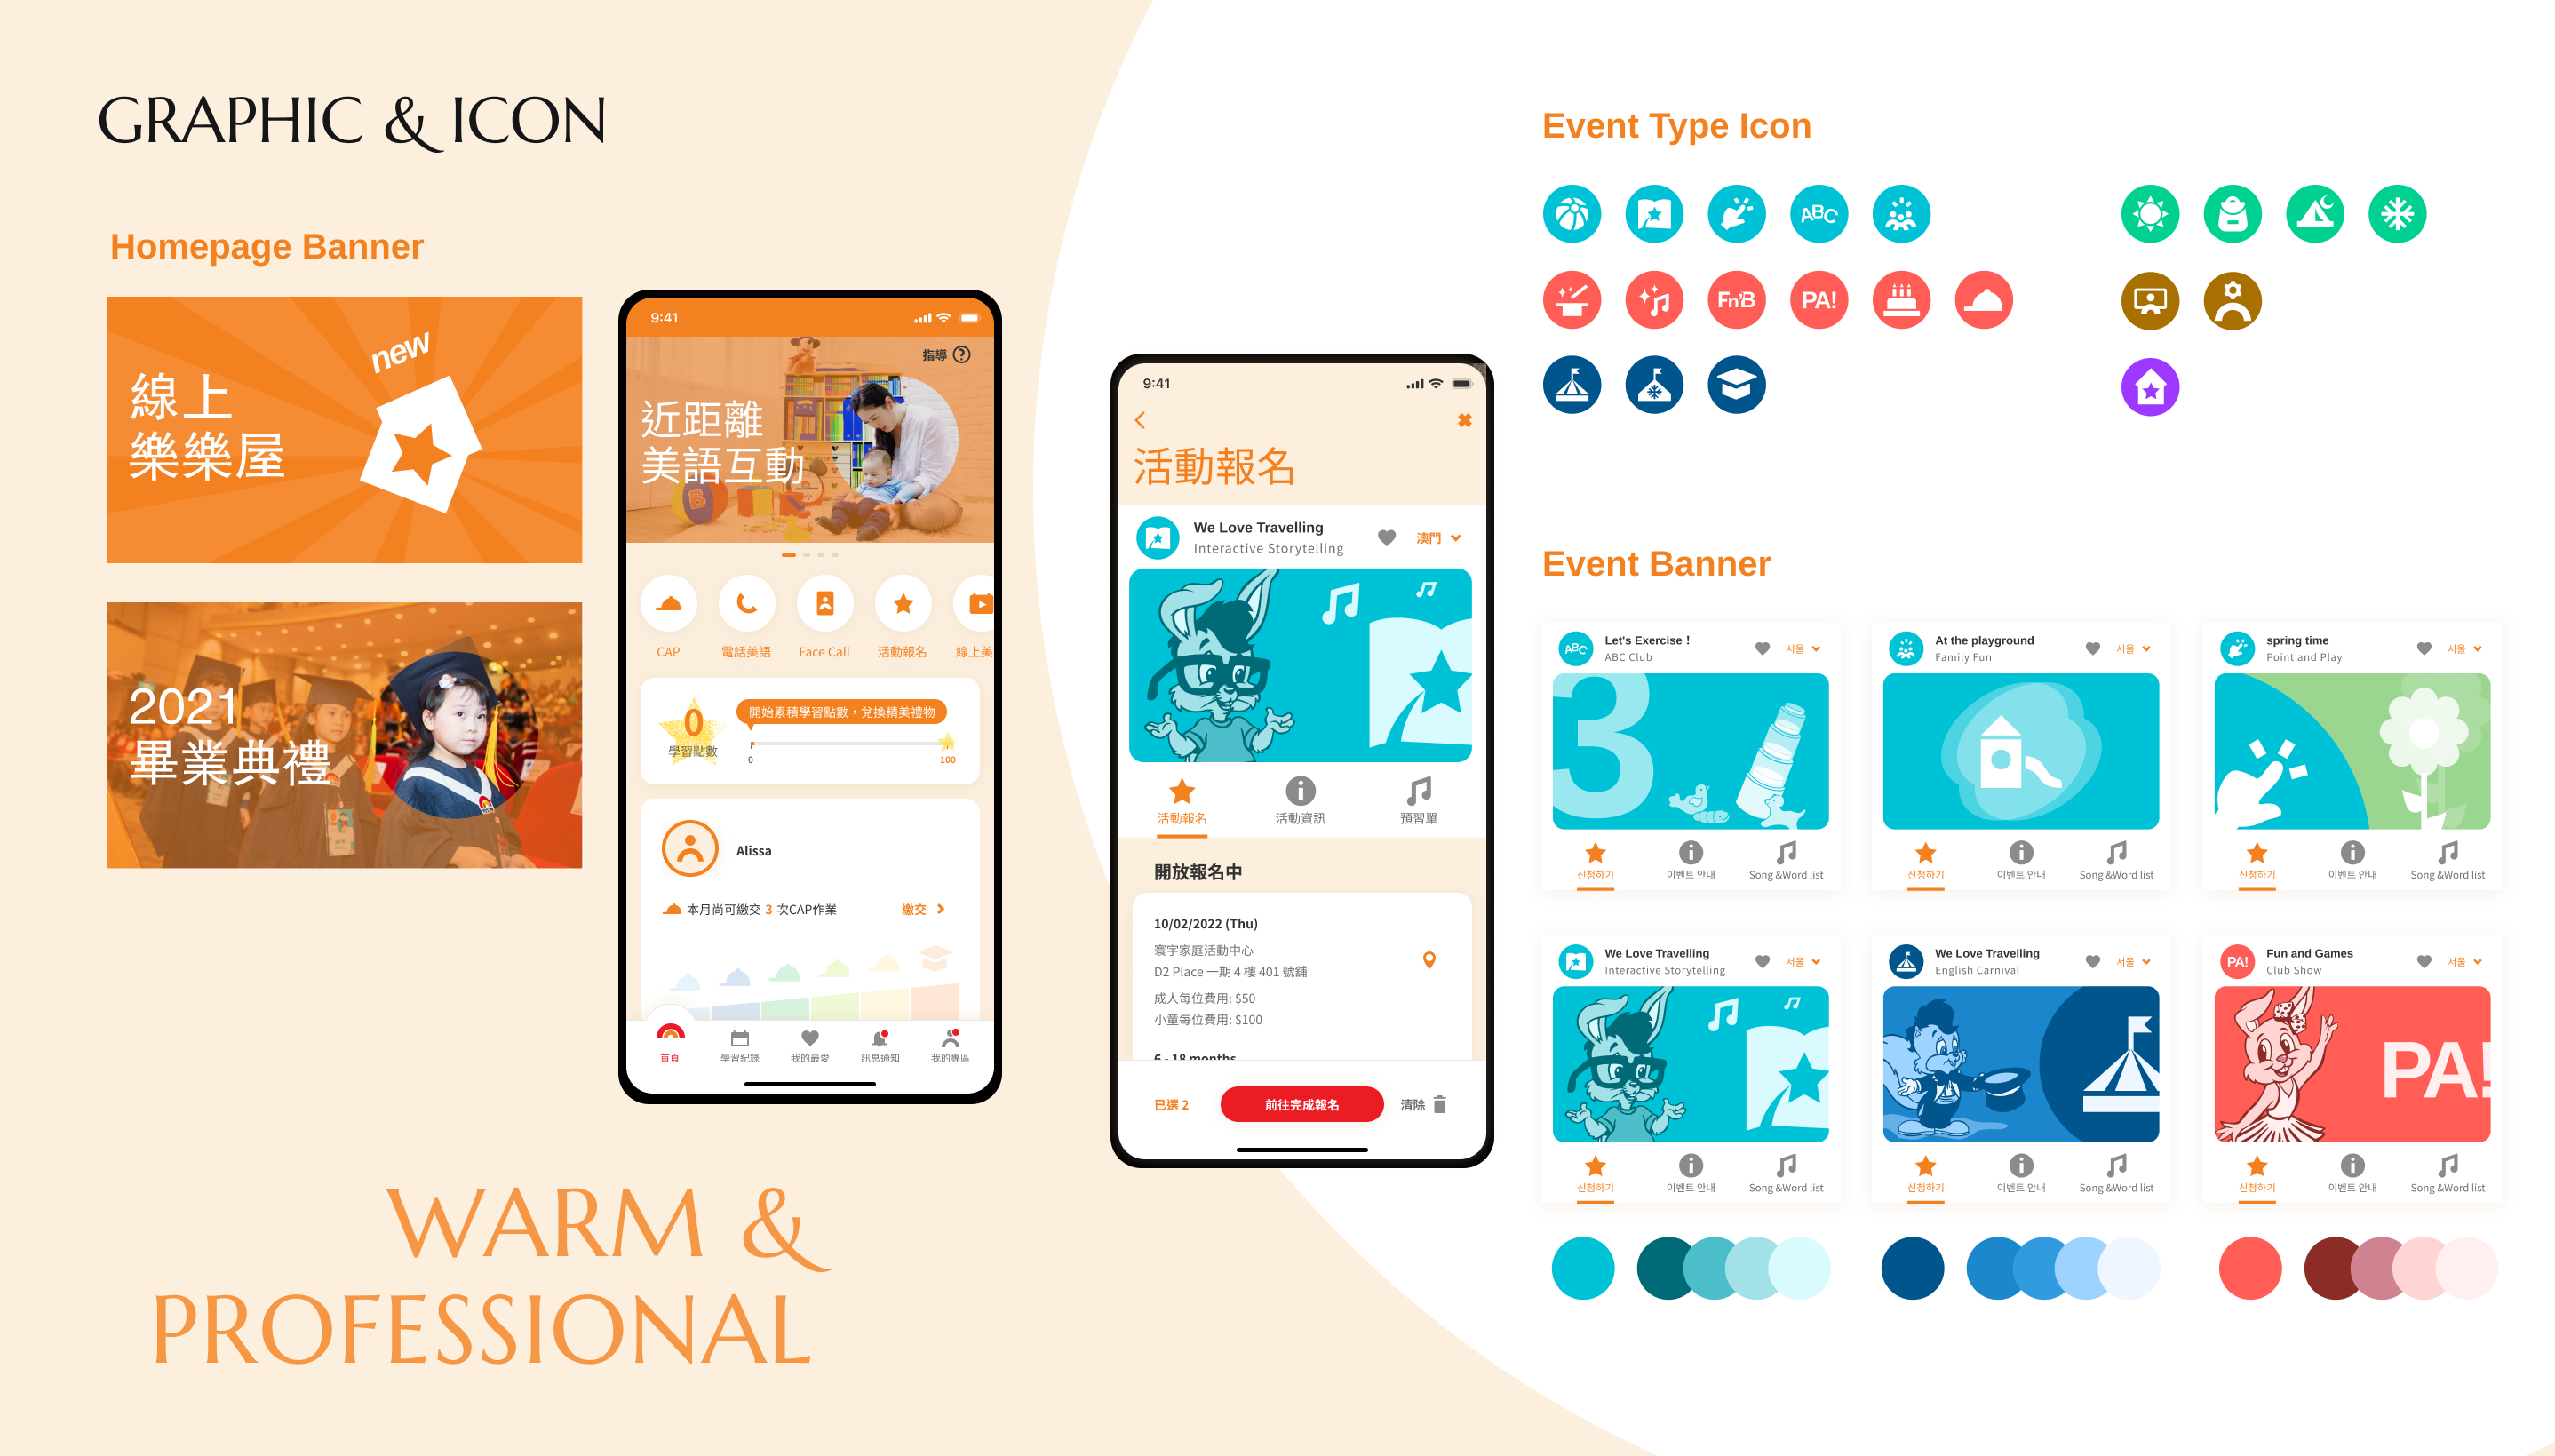 GRAPHIC & ICON
Homepage Banner
new
線上
樂樂屋
2021
畢業典禮
9:41
指導
近距離
美語互動
B
CAP
電話美語
Face Call
活動報名
線上美
0
學習點數
開始累積學習點數，兌換精美禮物
0
100
Alissa
本月尚可繳交 3 次CAP作業
繳交
首頁
學習紀錄
我的最愛
訊息通知
我的專區
WARM &
PROFESSIONAL
9:41
活動報名
We Love Travelling
Interactive Storytelling
澳門
活動報名
活動資訊
預習單
開放報名中
10/02/2022 (Thu)
寰宇家庭活動中心
D2 Place 一期 4 樓 401 號舖
成人每位費用: $50
小童每位費用: $100
6 - 18 months
已選 2
前往完成報名
清除
Event Type Icon
ABC
Fn'B
PA!
Event Banner
ABC
Let's Exercise !
ABC Club
서울
3
신청하기
이벤트 안내
Song &Word list
At the playground
Family Fun
서울
신청하기
이벤트 안내
Song &Word list
spring time
Point and Play
서울
신청하기
이벤트 안내
Song &Word list
We Love Travelling
Interactive Storytelling
서울
신청하기
이벤트 안내
Song &Word list
We Love Travelling
English Carnival
서울
신청하기
이벤트 안내
Song &Word list
PA!
Fun and Games
Club Show
서울
PA!
신청하기
이벤트 안내
Song &Word list